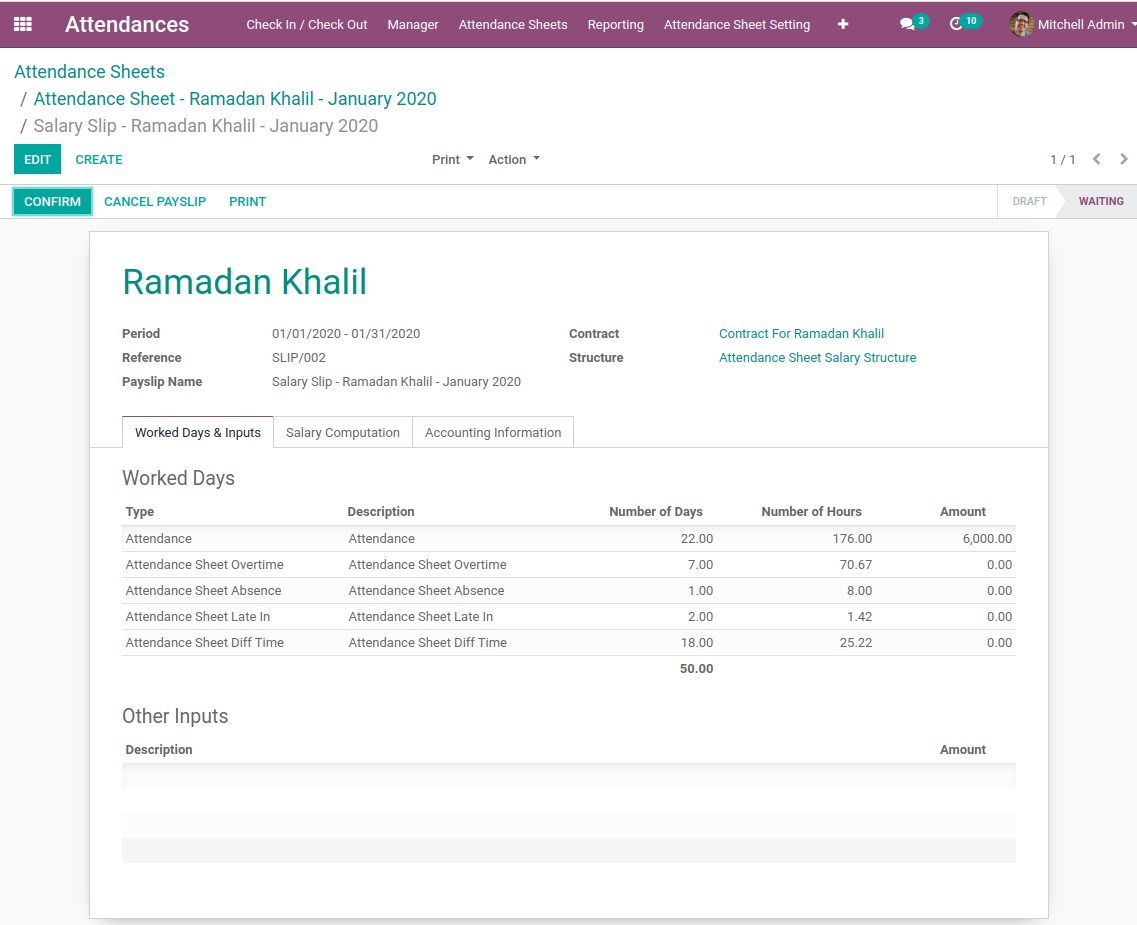 Attendances Check In / Check Out Manager Attendance Sheets Reporting Attendance Sheet Setting 3 10 Mitchell Admin
Attendance Sheets
/ Attendance Sheet - Ramadan Khalil - January 2020
/ Salary Slip - Ramadan Khalil - January 2020
EDIT CREATE Print Action 1 / 1
CONFIRM CANCEL PAYSLIP PRINT DRAFT WAITING
Ramadan Khalil
Period 01/01/2020 - 01/31/2020 Contract Contract For Ramadan Khalil
Reference SLIP/002 Structure Attendance Sheet Salary Structure
Payslip Name Salary Slip - Ramadan Khalil - January 2020
Worked Days & Inputs Salary Computation Accounting Information
Worked Days
Type Description Number of Days Number of Hours Amount
Attendance Attendance 22.00 176.00 6,000.00
Attendance Sheet Overtime Attendance Sheet Overtime 7.00 70.67 0.00
Attendance Sheet Absence Attendance Sheet Absence 1.00 8.00 0.00
Attendance Sheet Late In Attendance Sheet Late In 2.00 1.42 0.00
Attendance Sheet Diff Time Attendance Sheet Diff Time 18.00 25.22 0.00
50.00
Other Inputs
Description Amount